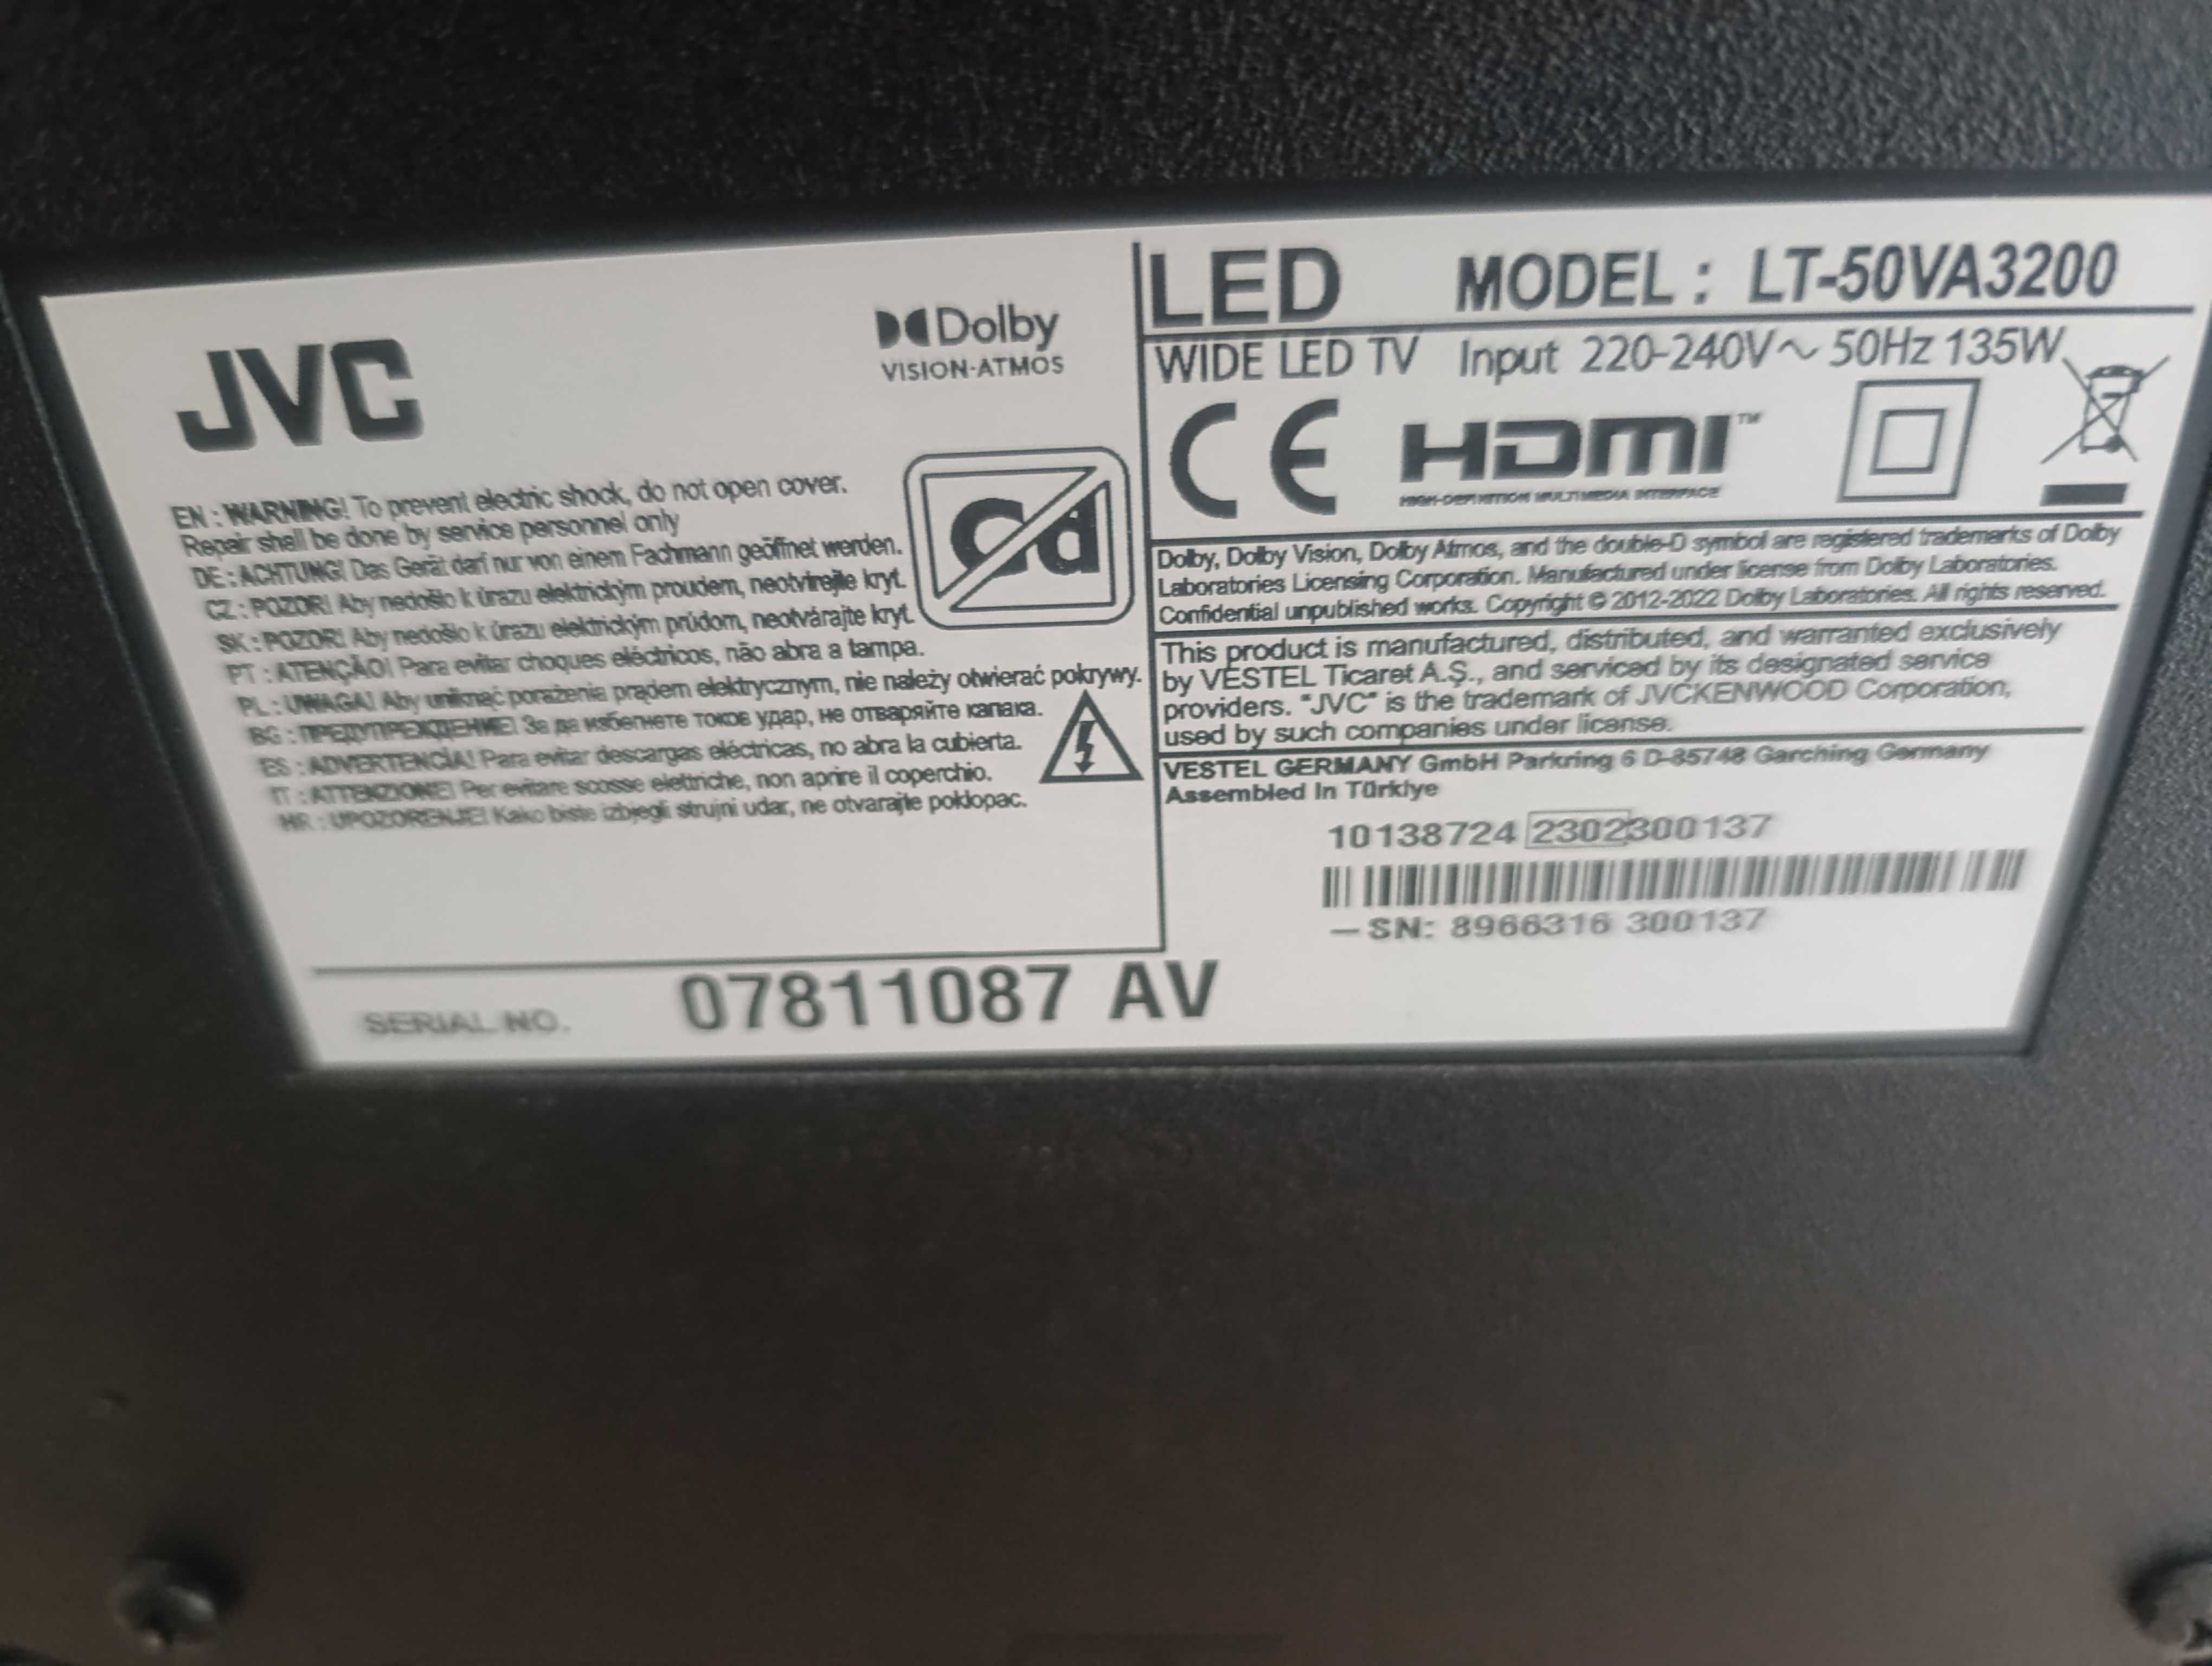 JVC
Dolby
VISION·ATMOS
EN : WARNING! To prevent electric shock, do not open cover.
Repair shall be done by service personnel only
DE : ACHTUNG! Das Gerät darf nur von einem Fachmann geöffnet werden.
CZ : POZOR! Aby nedošlo k úrazu elektrickým proudem, neotvírejte kryt.
SK : POZOR! Aby nedošlo k úrazu elektrickým prúdom, neotvárajte kryt.
PT : ATENÇÃO! Para evitar choques eléctricos, não abra a tampa.
PL : UWAGA! Aby uniknąć porażenia prądem elektrycznym, nie należy otwierać pokrywy.
BG : ПРЕДУПРЕЖДЕНИЕ! За да избегнете токов удар, не отваряйте капака.
ES : ADVERTENCİA! Para evitar descargas eléctricas, no abra la cubierta.
IT : ATTENZIONE! Per evitare scosse elettriche, non aprire il coperchio.
HR : UPOZORENJE! Kako biste izbjegli strujni udar, ne otvarajte poklopac.
Cd
LED MODEL : LT-50VA3200
WIDE LED TV Input 220-240V~ 50Hz 135W
CE HDMI™
HIGH-DEFINITION MULTIMEDIA INTERFACE
Dolby, Dolby Vision, Dolby Atmos, and the double-D symbol are registered trademarks of Dolby
Laboratories Licensing Corporation. Manufactured under license from Dolby Laboratories.
Confidential unpublished works. Copyright © 2012-2022 Dolby Laboratories. All rights reserved.
This product is manufactured, distributed, and warranted exclusively
by VESTEL Ticaret A.Ş., and serviced by its designated service
providers. "JVC" is the trademark of JVCKENWOOD Corporation,
used by such companies under license.
VESTEL GERMANY GmbH Parkring 6 D-85748 Garching Germany
Assembled In Türkiye
10138724 2302300137
—SN: 8966316 300137
SERIAL NO. 07811087 AV